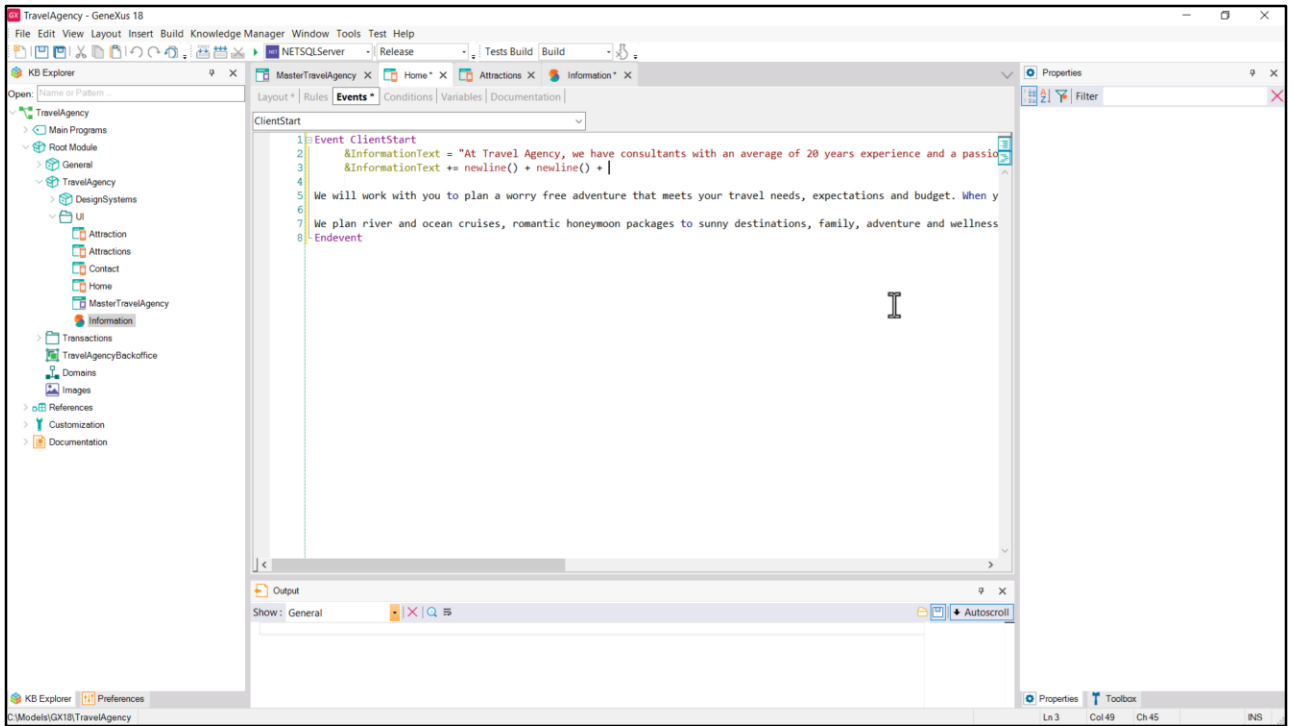 GX TravelAgency - GeneXus 18
File Edit View Layout Insert Build Knowledge Manager Window Tools Test Help
.NET NETSQLServer Release Tests Build Build
KB Explorer
Open: Name or Pattern ...
TravelAgency
Main Programs
Root Module
General
TravelAgency
DesignSystems
UI
Attraction
Attractions
Contact
Home
MasterTravelAgency
Information
Transactions
TravelAgencyBackoffice
Domains
Images
References
Customization
Documentation
KB Explorer Preferences
MasterTravelAgency X Home* X Attractions X Information* X
Layout * | Rules | Events * | Conditions | Variables | Documentation |
ClientStart
1 Event ClientStart
2 &InformationText = "At Travel Agency, we have consultants with an average of 20 years experience and a passio
3 &InformationText += newline() + newline() +
4
5 We will work with you to plan a worry free adventure that meets your travel needs, expectations and budget. When y
6
7 We plan river and ocean cruises, romantic honeymoon packages to sunny destinations, family, adventure and wellness
8 Endevent
Output
Show: General
Autoscroll
Properties
Filter
Properties Toolbox
C:\Models\GX18\TravelAgency Ln 3 Col 49 Ch 45 INS